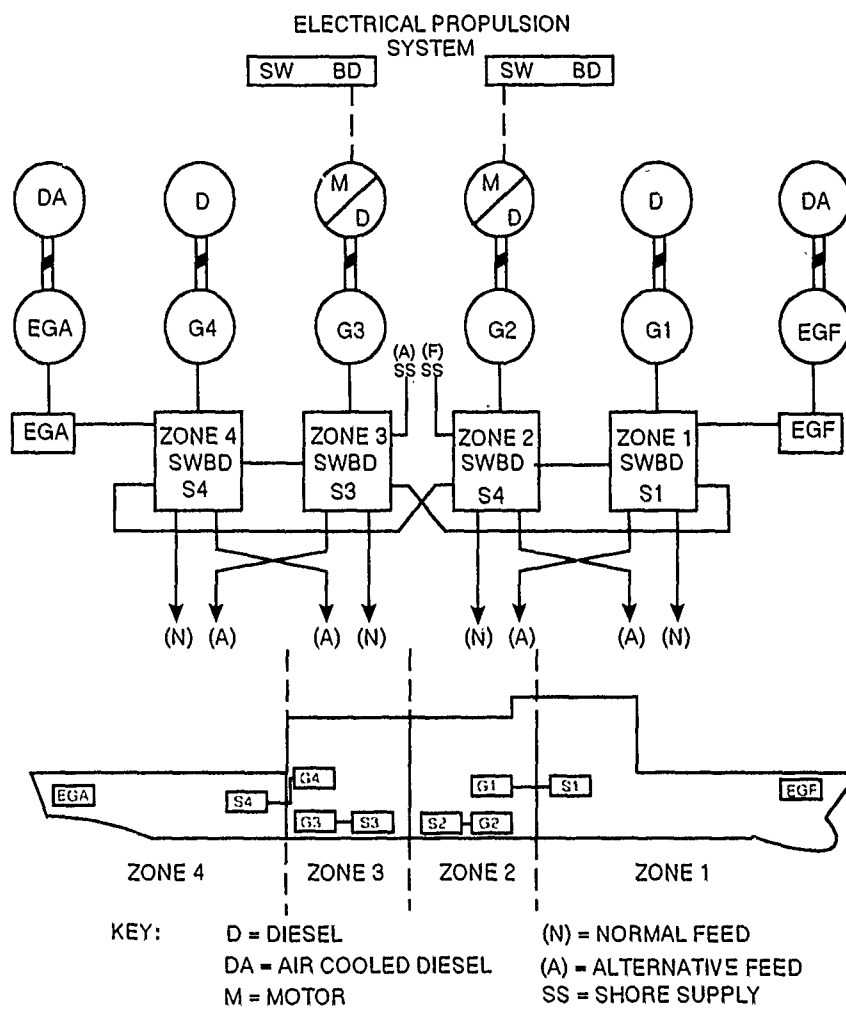 ELECTRICAL PROPULSION
SYSTEM
SW BD
SW BD
DA
D
M
D
M
D
D
DA
EGA
G4
G3
G2
G1
EGF
(A) (F)
SS SS
EGA
ZONE 4
SWBD
S4
ZONE 3
SWBD
S3
ZONE 2
SWBD
S4
ZONE 1
SWBD
S1
EGF
(N) (A) (A) (N) (N) (A) (A) (N)
EGA
S4
G4
G3
S3
S2
G2
G1
S1
EGF
ZONE 4 ZONE 3 ZONE 2 ZONE 1
KEY: D = DIESEL (N) = NORMAL FEED
DA = AIR COOLED DIESEL (A) = ALTERNATIVE FEED
M = MOTOR SS = SHORE SUPPLY